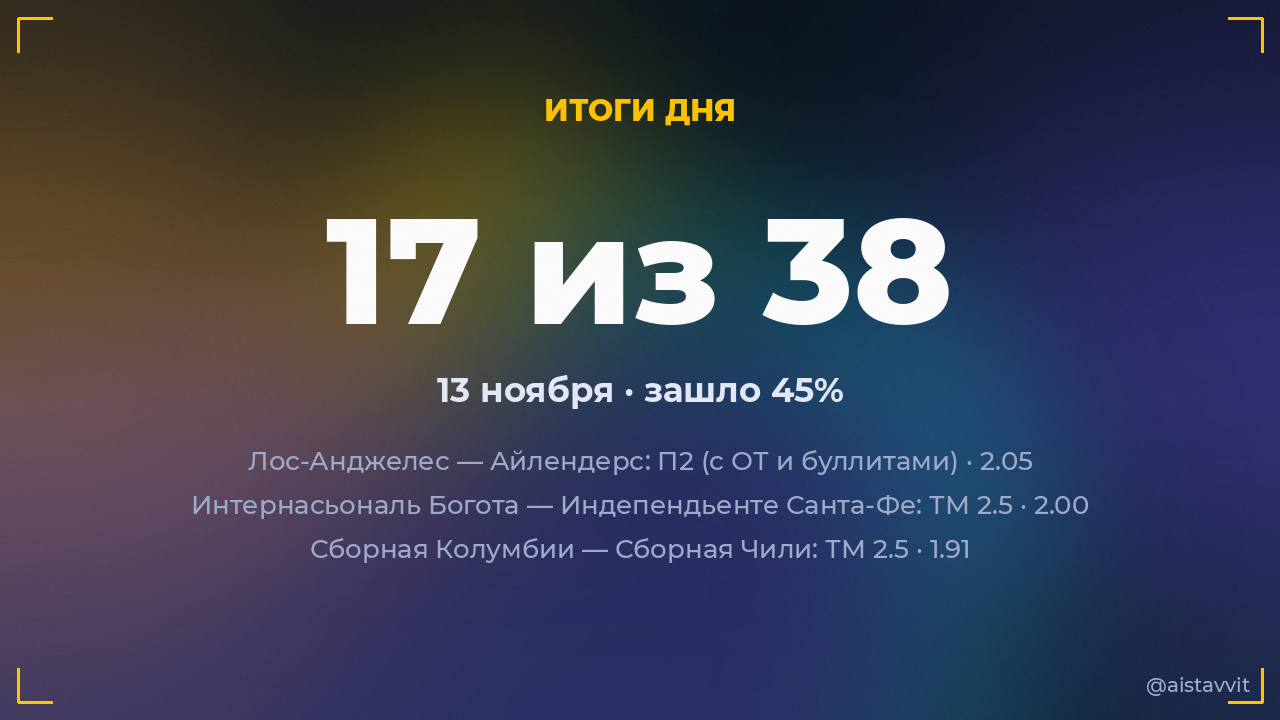 ИТОГИ ДНЯ
17 из 38
13 ноября · зашло 45%
Лос-Анджелес — Айлендерс: П2 (с ОТ и буллитами) · 2.05
Интернасьональ Богота — Индепендьенте Санта-Фе: ТМ 2.5 · 2.00
Сборная Колумбии — Сборная Чили: ТМ 2.5 · 1.91
@aistavvit